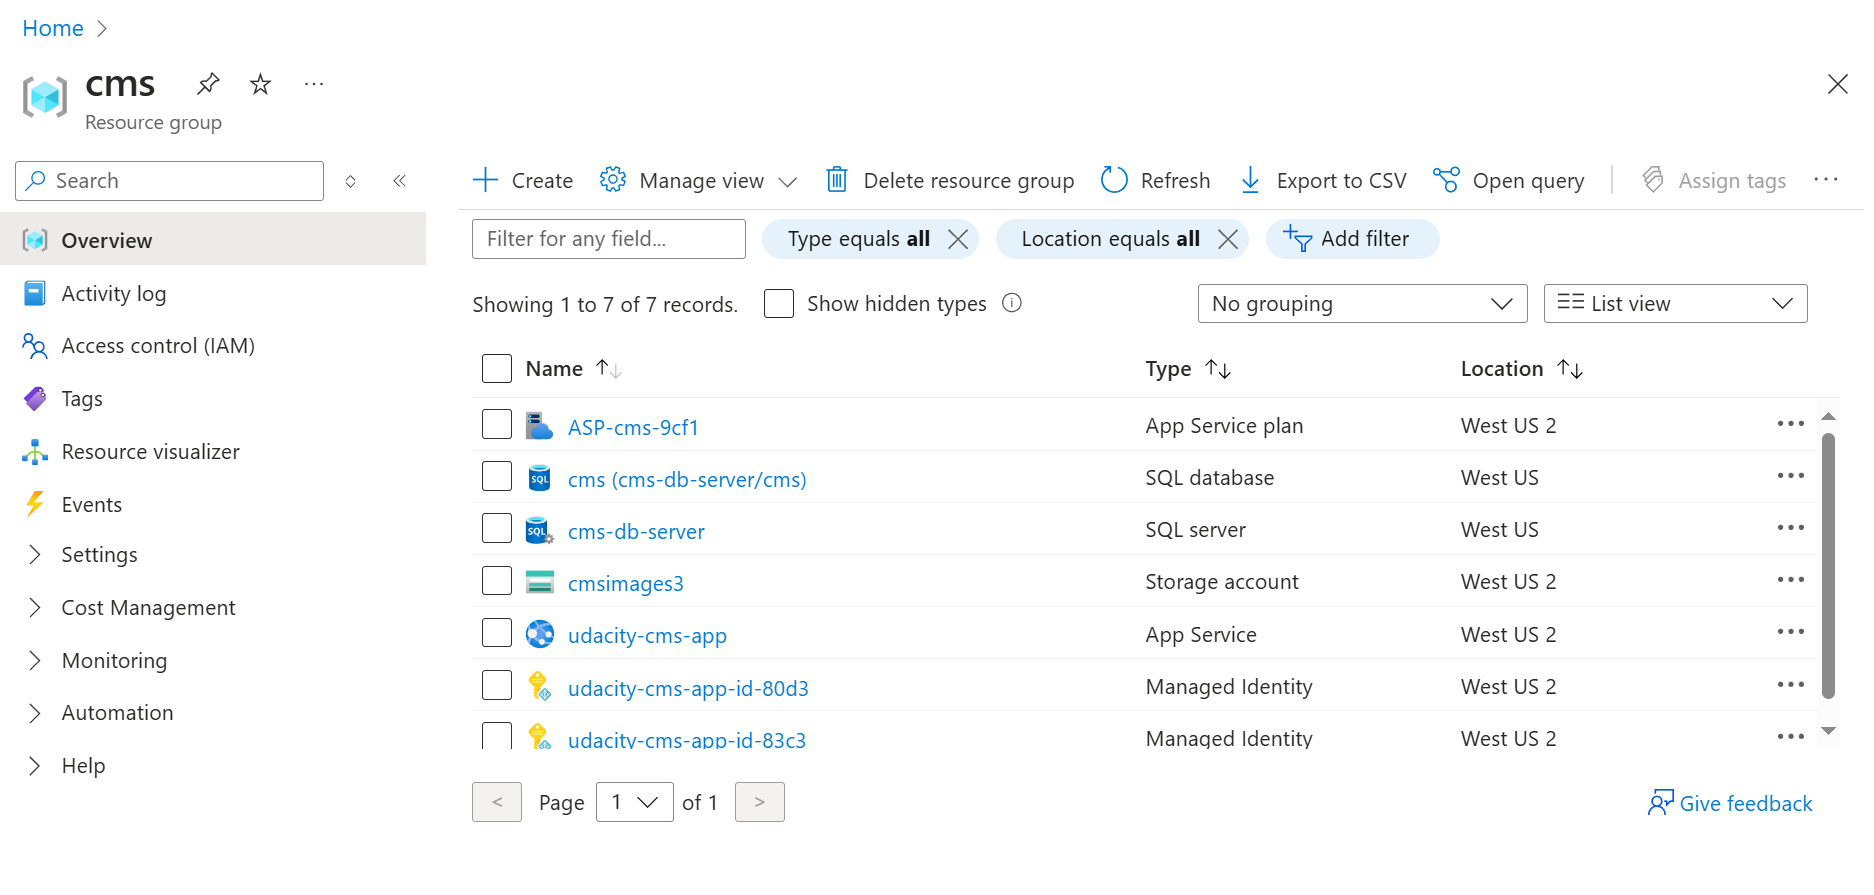 Home
cms
Resource group
Search
Create
Manage view
Delete resource group
Refresh
Export to CSV
Open query
Assign tags
Overview
Activity log
Access control (IAM)
Tags
Resource visualizer
Events
Settings
Cost Management
Monitoring
Automation
Help
Filter for any field...
Type equals all
Location equals all
Add filter
Showing 1 to 7 of 7 records.
Show hidden types
No grouping
List view
Name Type Location
ASP-cms-9cf1 App Service plan West US 2
SQL cms (cms-db-server/cms) SQL database West US
SQL cms-db-server SQL server West US
cmsimages3 Storage account West US 2
udacity-cms-app App Service West US 2
udacity-cms-app-id-80d3 Managed Identity West US 2
udacity-cms-app-id-83c3 Managed Identity West US 2
< Page 1 of 1 >
Give feedback